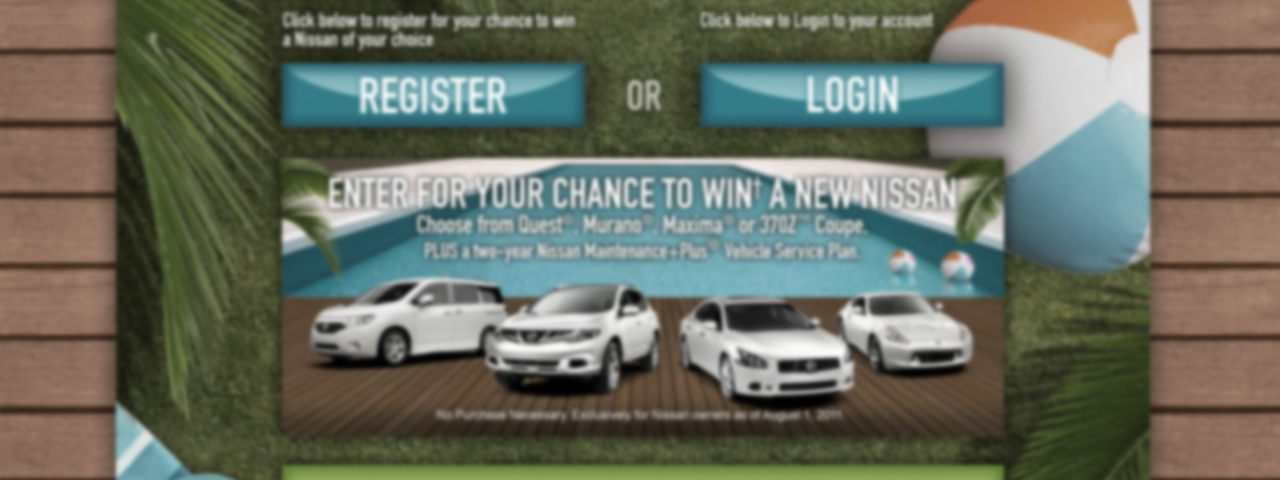 Click below to register for your chance to win
a Nissan of your choice
Click below to Login to your account
REGISTER
OR
LOGIN
ENTER FOR YOUR CHANCE TO WIN† A NEW NISSAN
Choose from Quest®, Murano®, Maxima® or 370Z™ Coupe.
PLUS a two-year Nissan Maintenance+Plus® Vehicle Service Plan.
No Purchase Necessary. Exclusively for Nissan owners as of August 1, 2011.